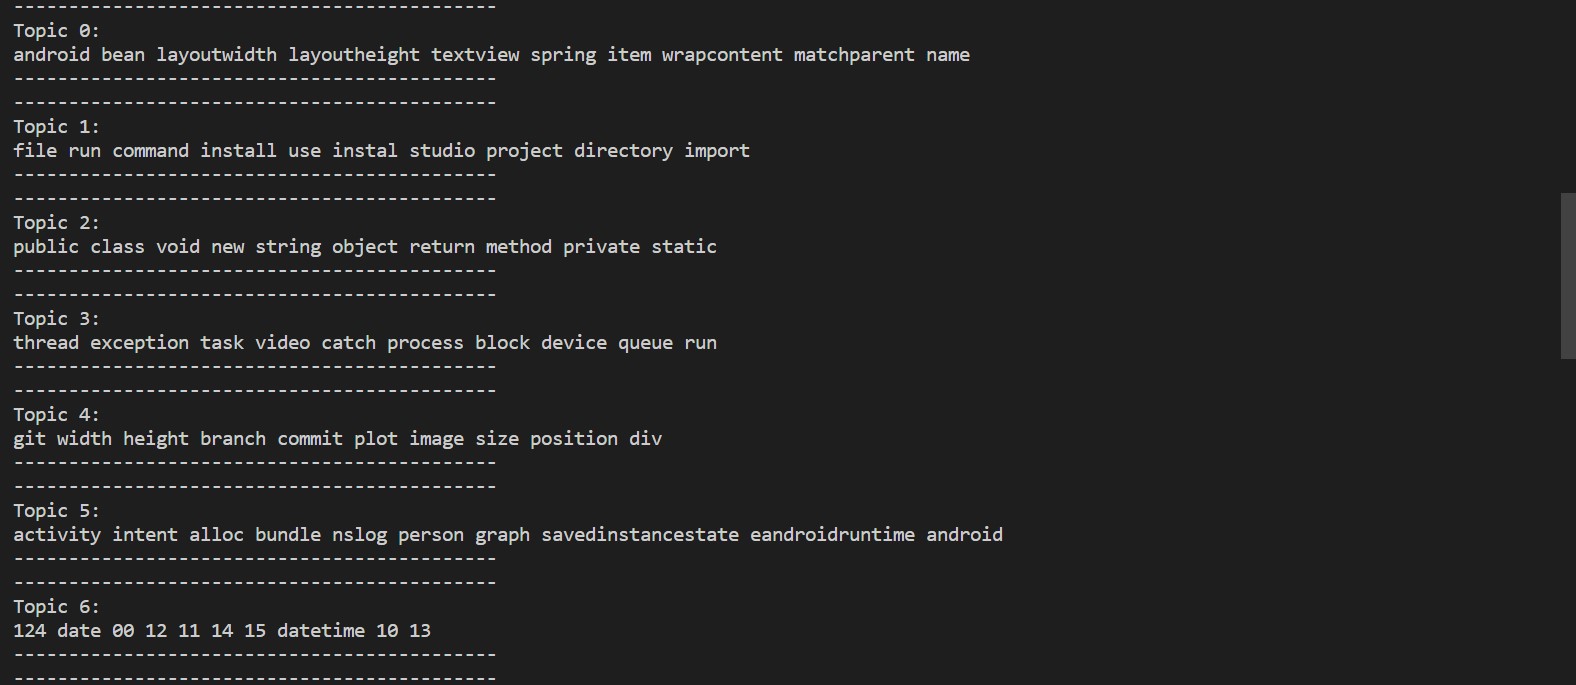 --------------------------------------------
Topic 0:
android bean layoutwidth layoutheight textview spring item wrapcontent matchparent name
--------------------------------------------
--------------------------------------------
Topic 1:
file run command install use instal studio project directory import
--------------------------------------------
--------------------------------------------
Topic 2:
public class void new string object return method private static
--------------------------------------------
--------------------------------------------
Topic 3:
thread exception task video catch process block device queue run
--------------------------------------------
--------------------------------------------
Topic 4:
git width height branch commit plot image size position div
--------------------------------------------
--------------------------------------------
Topic 5:
activity intent alloc bundle nslog person graph savedinstancestate eandroidruntime android
--------------------------------------------
--------------------------------------------
Topic 6:
124 date 00 12 11 14 15 datetime 10 13
--------------------------------------------
--------------------------------------------